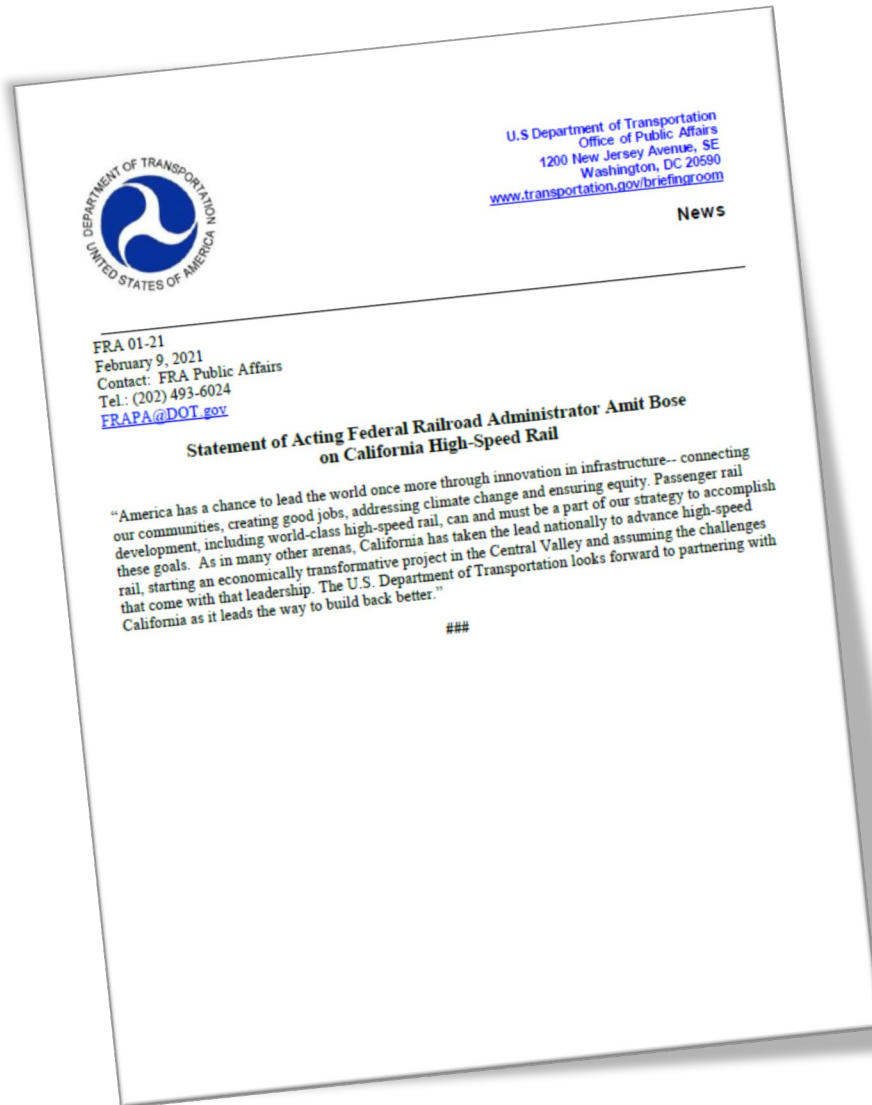 DEPARTMENT OF TRANSPORTATION
UNITED STATES OF AMERICA
U.S Department of Transportation
Office of Public Affairs
1200 New Jersey Avenue, SE
Washington, DC 20590
www.transportation.gov/briefingroom
News
FRA 01-21
February 9, 2021
Contact:  FRA Public Affairs
Tel.: (202) 493-6024
FRAPA@DOT.gov
Statement of Acting Federal Railroad Administrator Amit Bose
on California High-Speed Rail
“America has a chance to lead the world once more through innovation in infrastructure-- connecting
our communities, creating good jobs, addressing climate change and ensuring equity. Passenger rail
development, including world-class high-speed rail, can and must be a part of our strategy to accomplish
these goals.  As in many other arenas, California has taken the lead nationally to advance high-speed
rail, starting an economically transformative project in the Central Valley and assuming the challenges
that come with that leadership. The U.S. Department of Transportation looks forward to partnering with
California as it leads the way to build back better.”
###